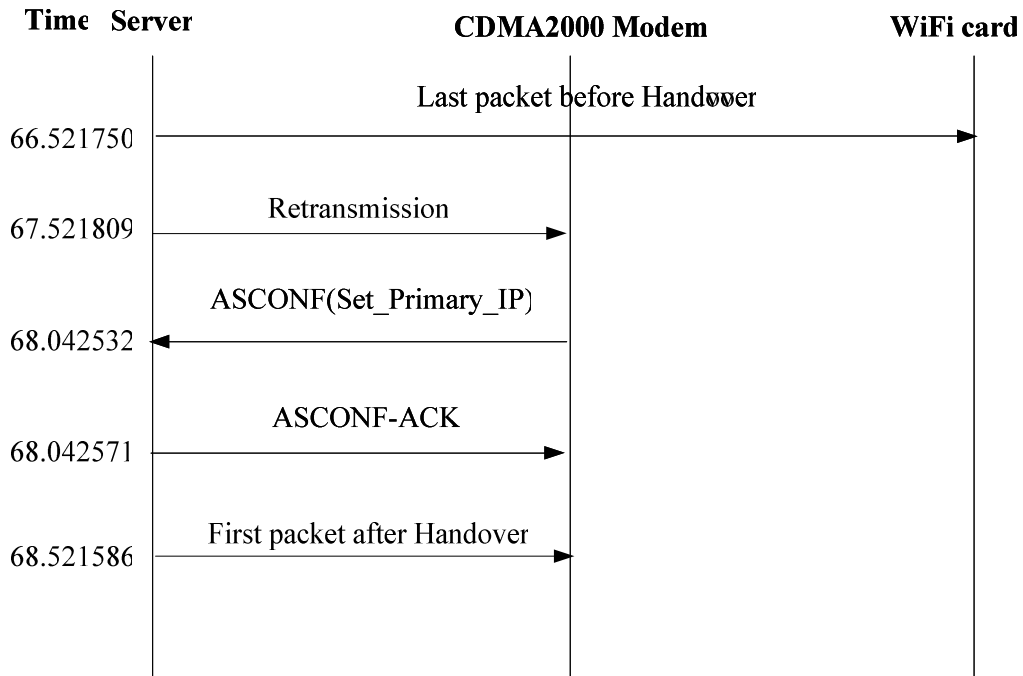 Time Server CDMA2000 Modem WiFi card
Last packet before Handover
66.521750
Retransmission
67.521809
ASCONF(Set_Primary_IP)
68.042532
ASCONF-ACK
68.042571
First packet after Handover
68.521586